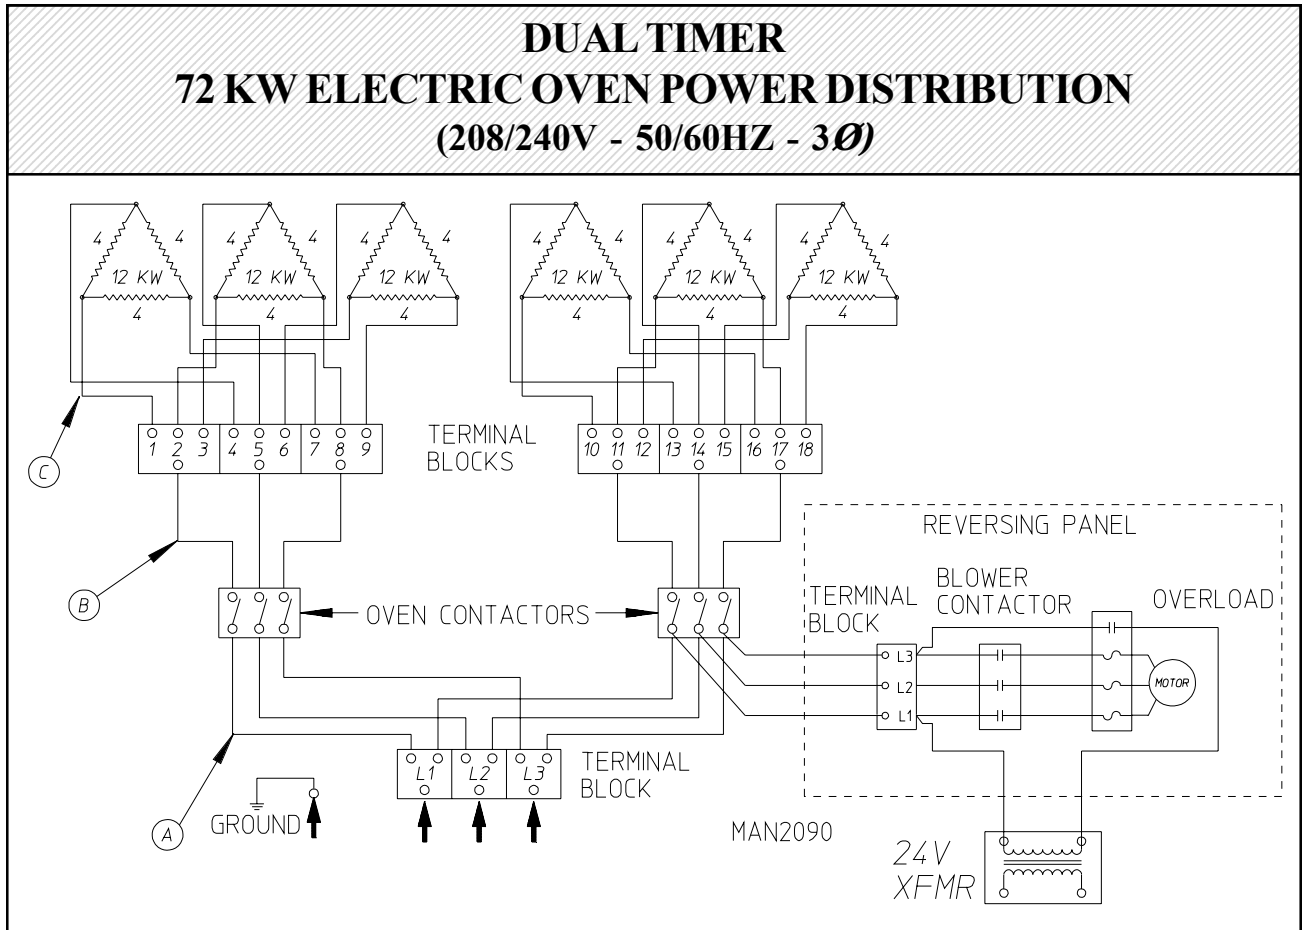 DUAL TIMER
72 KW ELECTRIC OVEN POWER DISTRIBUTION
(208/240V - 50/60HZ - 3Ø)
4 4 4 4 4 4 4 4 4 4 4 4
12 KW 12 KW 12 KW 12 KW 12 KW 12 KW
4 4 4 4 4 4
C
1 2 3 4 5 6 7 8 9
TERMINAL
BLOCKS
10 11 12 13 14 15 16 17 18
B
OVEN CONTACTORS
REVERSING PANEL
TERMINAL
BLOCK
BLOWER
CONTACTOR
OVERLOAD
L3
L2
L1
MOTOR
A
GROUND
L1 L2 L3
TERMINAL
BLOCK
MAN2090
24V
XFMR